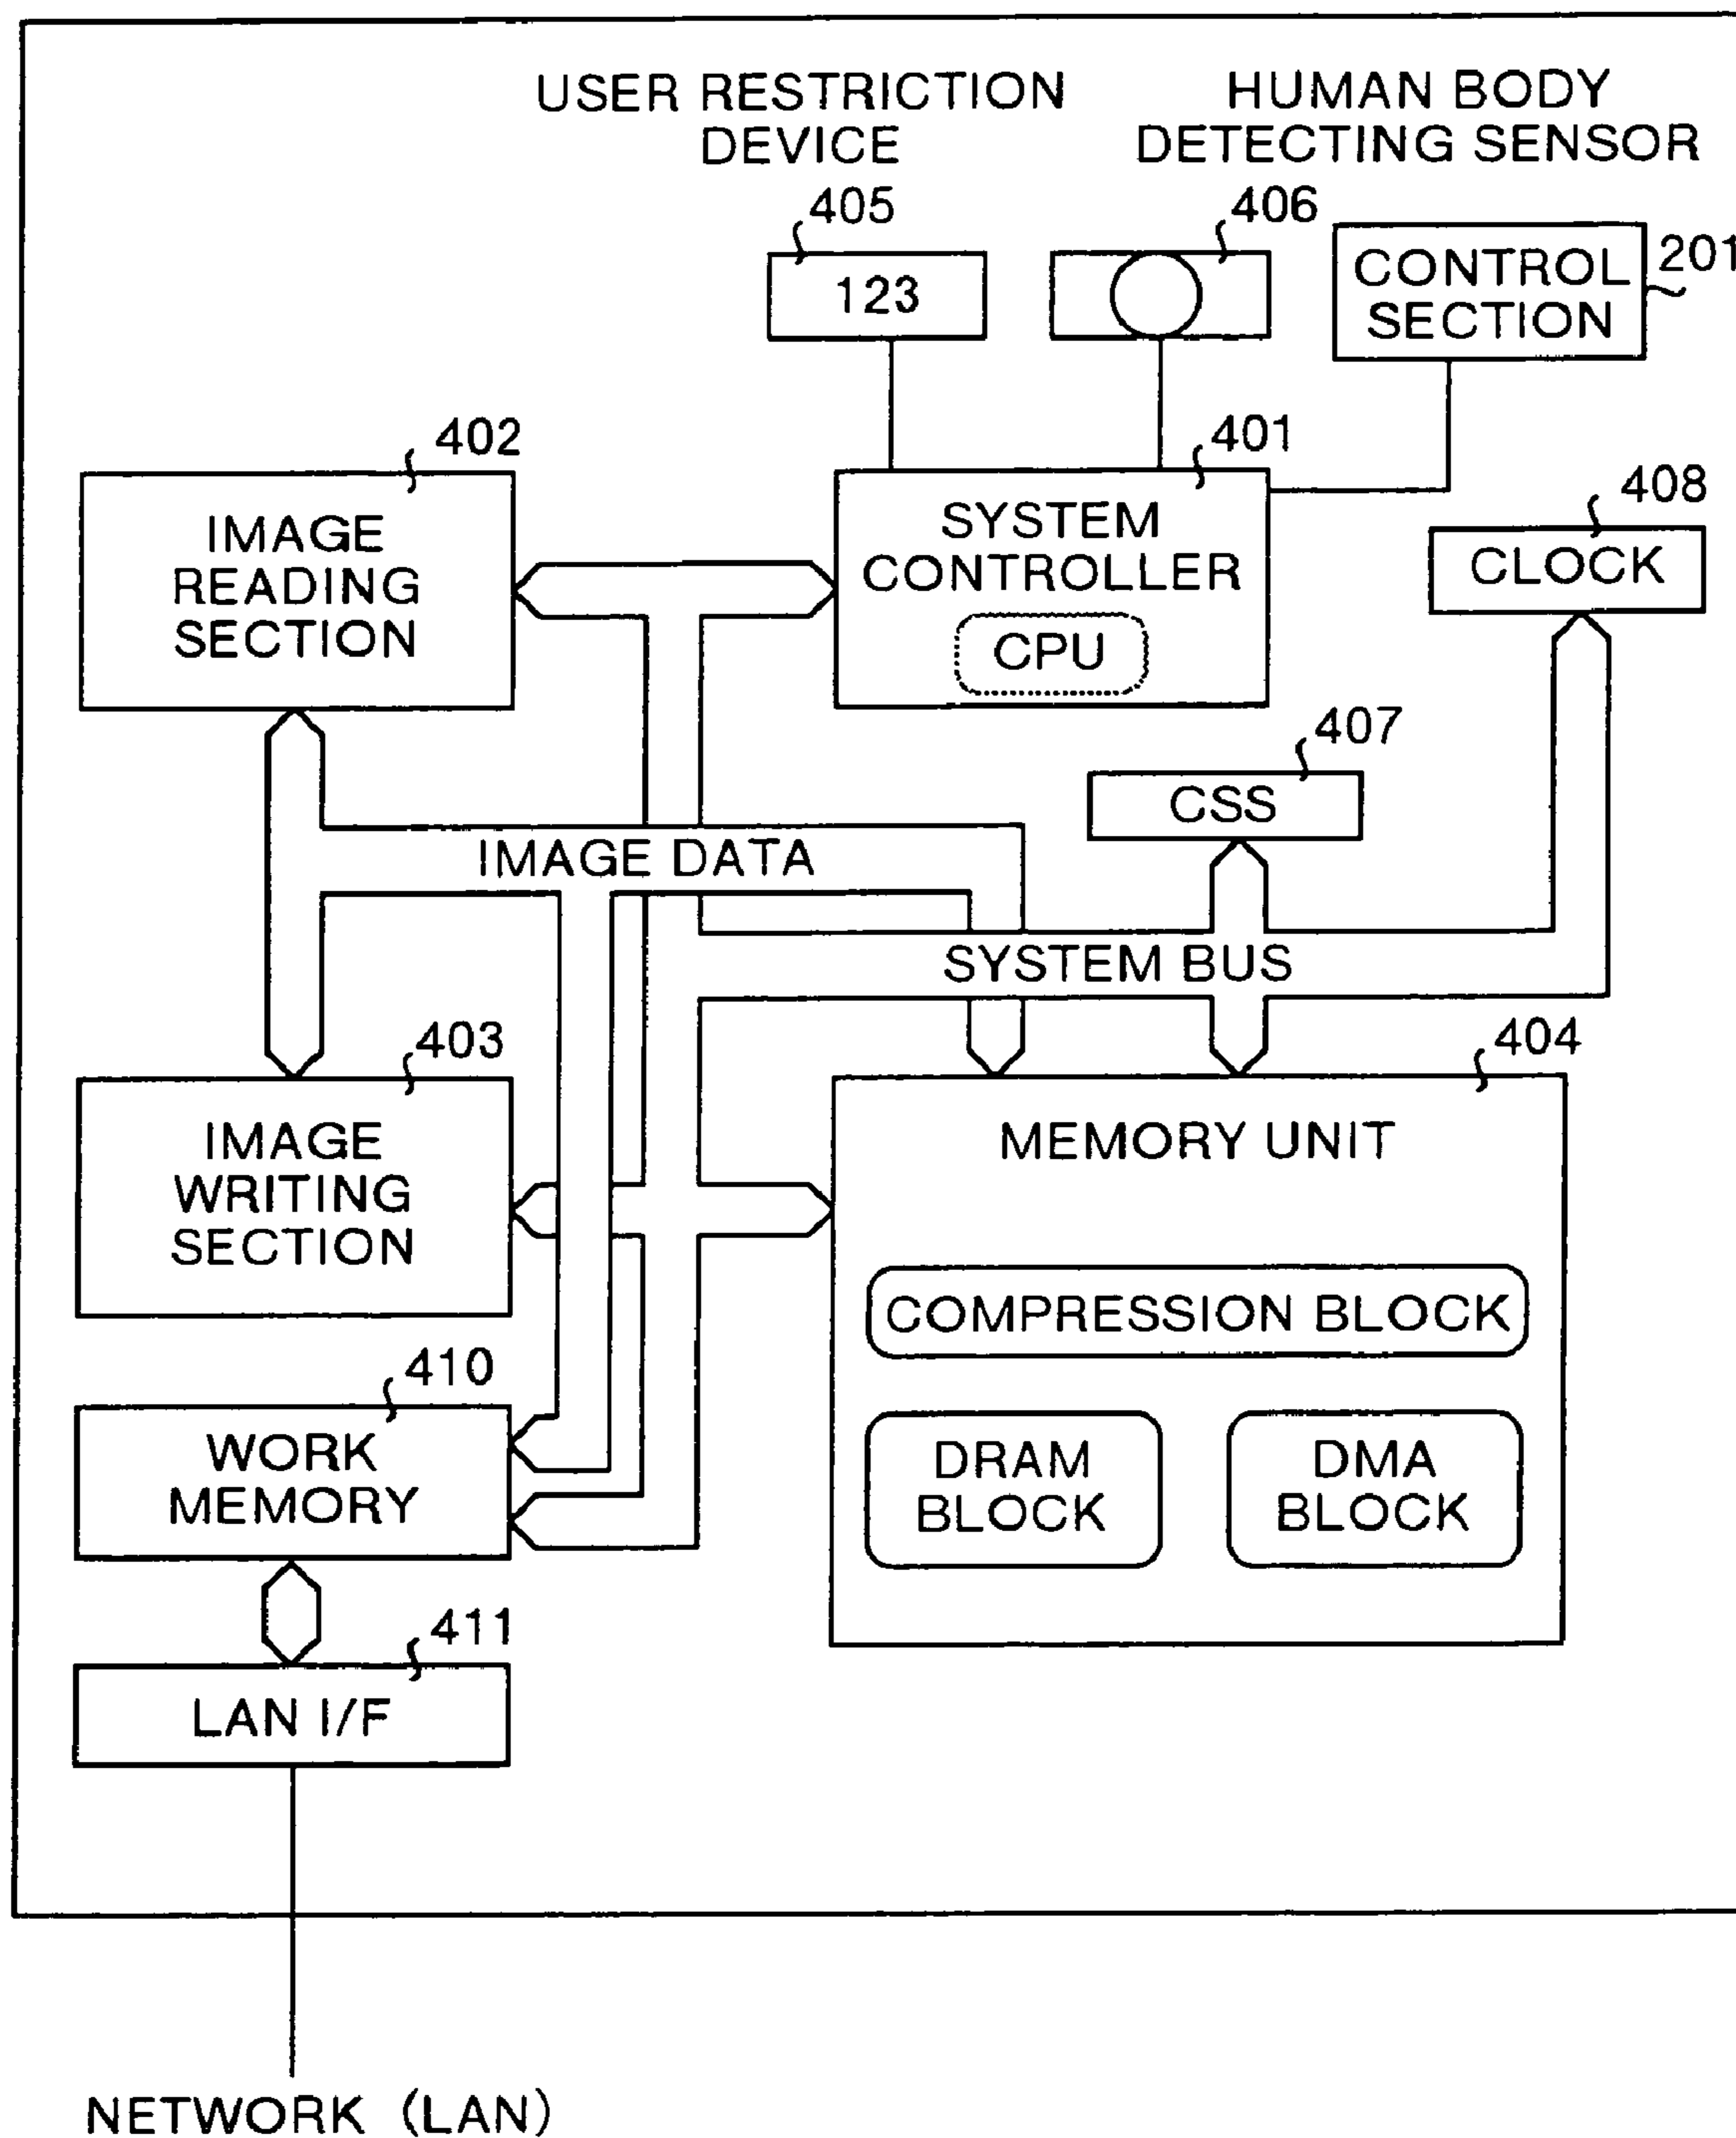 USER RESTRICTION
DEVICE
HUMAN BODY
DETECTING SENSOR
405
406
123
CONTROL
SECTION
201
402
401
408
IMAGE
READING
SECTION
SYSTEM
CONTROLLER
CPU
CLOCK
407
CSS
IMAGE DATA
SYSTEM BUS
403
404
IMAGE
WRITING
SECTION
MEMORY UNIT
COMPRESSION BLOCK
410
WORK
MEMORY
DRAM
BLOCK
DMA
BLOCK
411
LAN I/F
NETWORK (LAN)